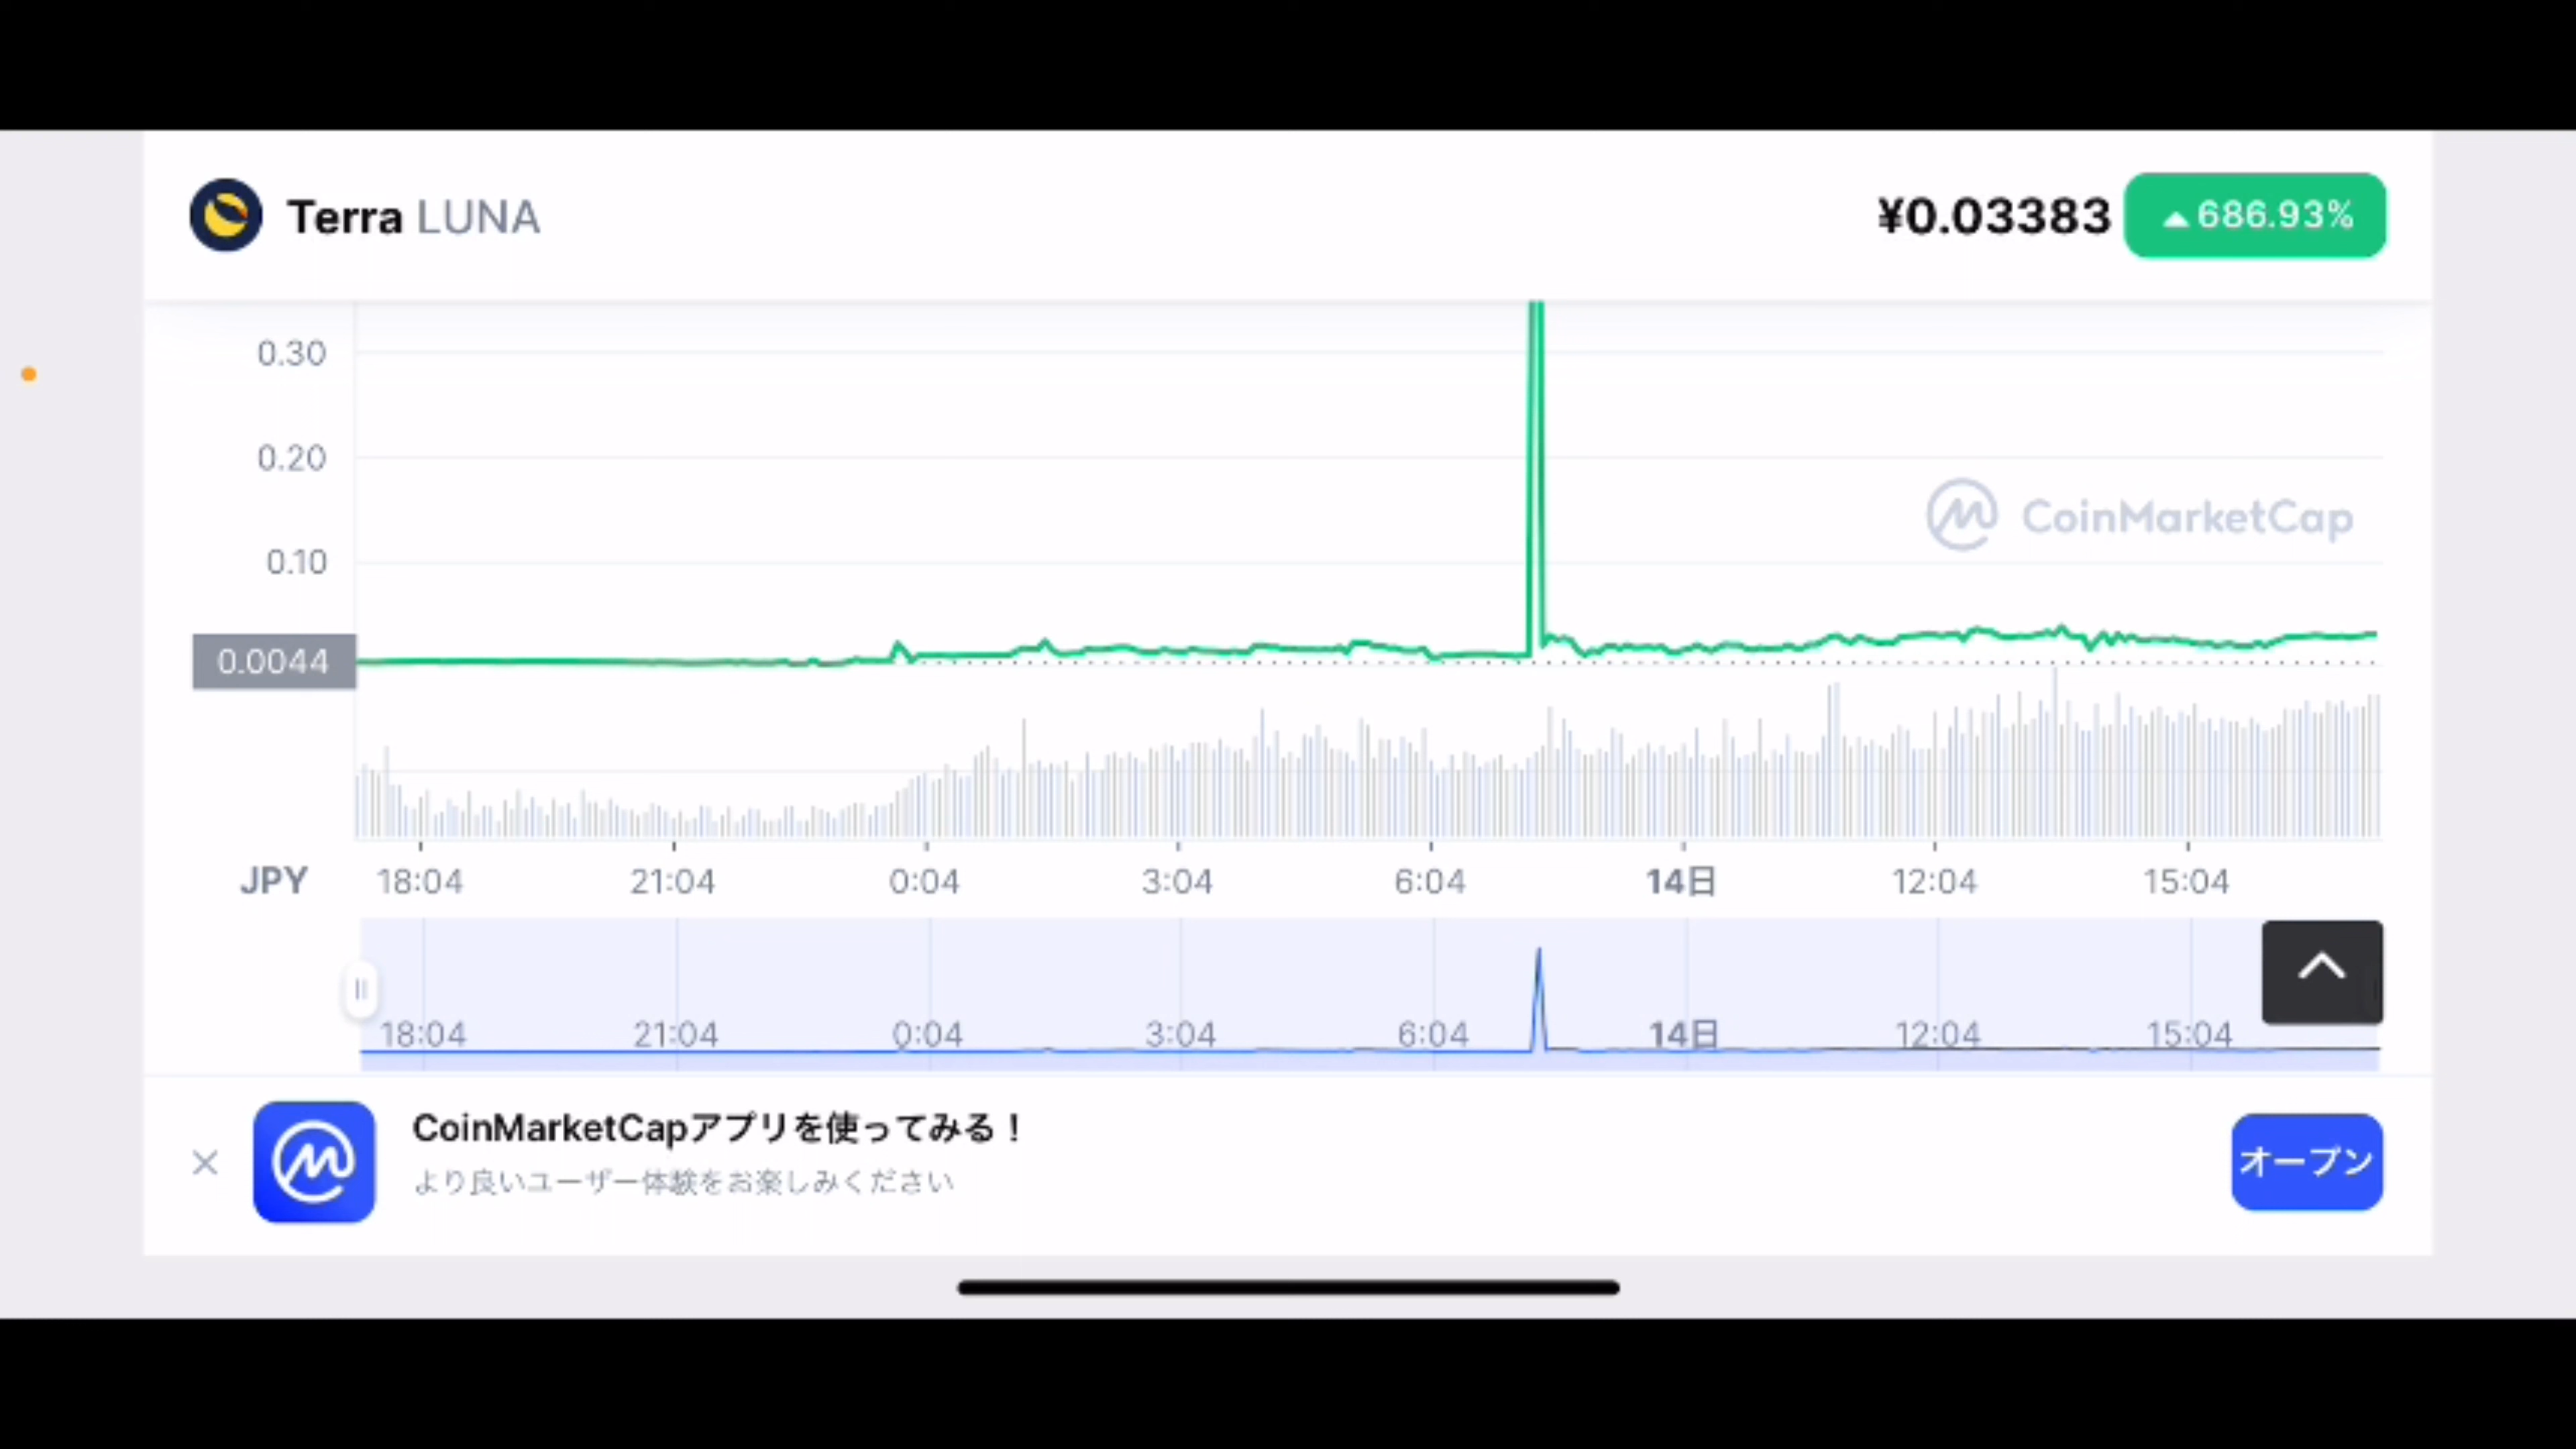 Terra LUNA
¥0.03383 ▲686.93%
0.30
0.20
0.10
0.0044
CoinMarketCap
JPY 18:04 21:04 0:04 3:04 6:04 14日 12:04 15:04
18:04 21:04 0:04 3:04 6:04 14日 12:04 15:04
CoinMarketCapアプリを使ってみる！
より良いユーザー体験をお楽しみください
オープン